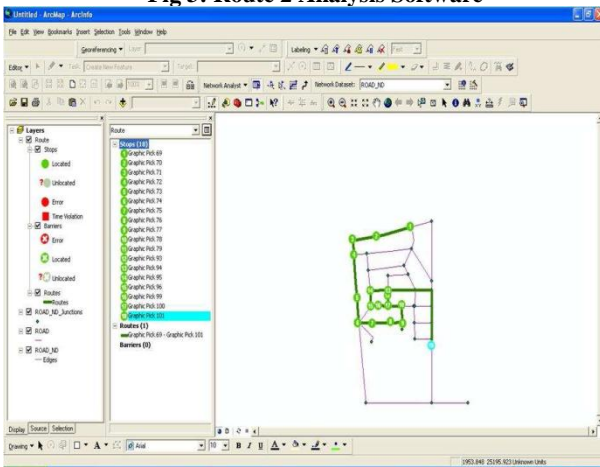 Fig 5: Route 2 Analysis Software
Untitled - ArcMap - ArcInfo
File Edit View Bookmarks Insert Selection Tools Window Help
Georeferencing Layer: Labeling Fast
Editor Task: Create New Feature Target:
Network Analyst Network Dataset: ROAD_ND
Layers
Route
Stops
Located
Unlocated
Error
Time Violation
Barriers
Error
Located
Unlocated
Routes
Routes
ROAD_ND_Junctions
ROAD
ROAD_ND
Edges
Display Source Selection
Route
Stops (18)
Graphic Pick 69
Graphic Pick 70
Graphic Pick 71
Graphic Pick 72
Graphic Pick 73
Graphic Pick 74
Graphic Pick 75
Graphic Pick 76
Graphic Pick 77
Graphic Pick 78
Graphic Pick 79
Graphic Pick 93
Graphic Pick 94
Graphic Pick 95
Graphic Pick 96
Graphic Pick 99
Graphic Pick 100
Graphic Pick 101
Routes (1)
Graphic Pick 69 - Graphic Pick 101
Barriers (0)
Drawing A Arial 10 B I U A
1953.848 25195.923 Unknown Units